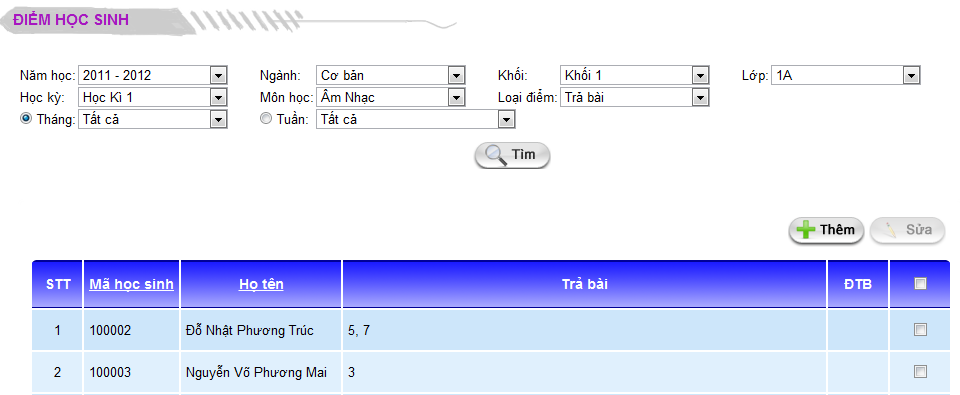 ĐIỂM HỌC SINH
Năm học: 2011 - 2012 Ngành: Cơ bản Khối: Khối 1 Lớp: 1A
Học kỳ: Học Kì 1 Môn học: Âm Nhạc Loại điểm: Trả bài
Tháng: Tất cả Tuần: Tất cả
Tìm
Thêm Sửa
STT Mã học sinh Họ tên Trả bài ĐTB
1 100002 Đỗ Nhật Phương Trúc 5, 7
2 100003 Nguyễn Võ Phương Mai 3